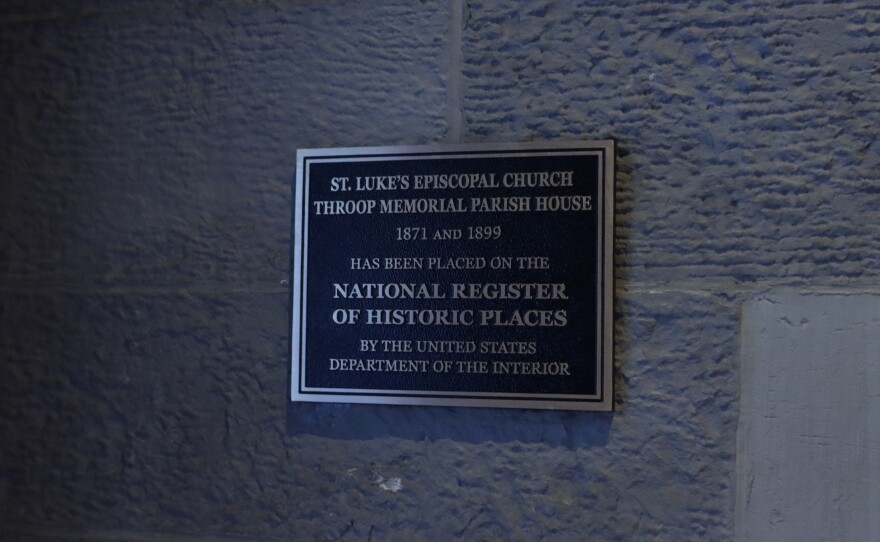 ST. LUKE'S EPISCOPAL CHURCH
THROOP MEMORIAL PARISH HOUSE
1871 AND 1899
HAS BEEN PLACED ON THE
NATIONAL REGISTER
OF HISTORIC PLACES
BY THE UNITED STATES
DEPARTMENT OF THE INTERIOR